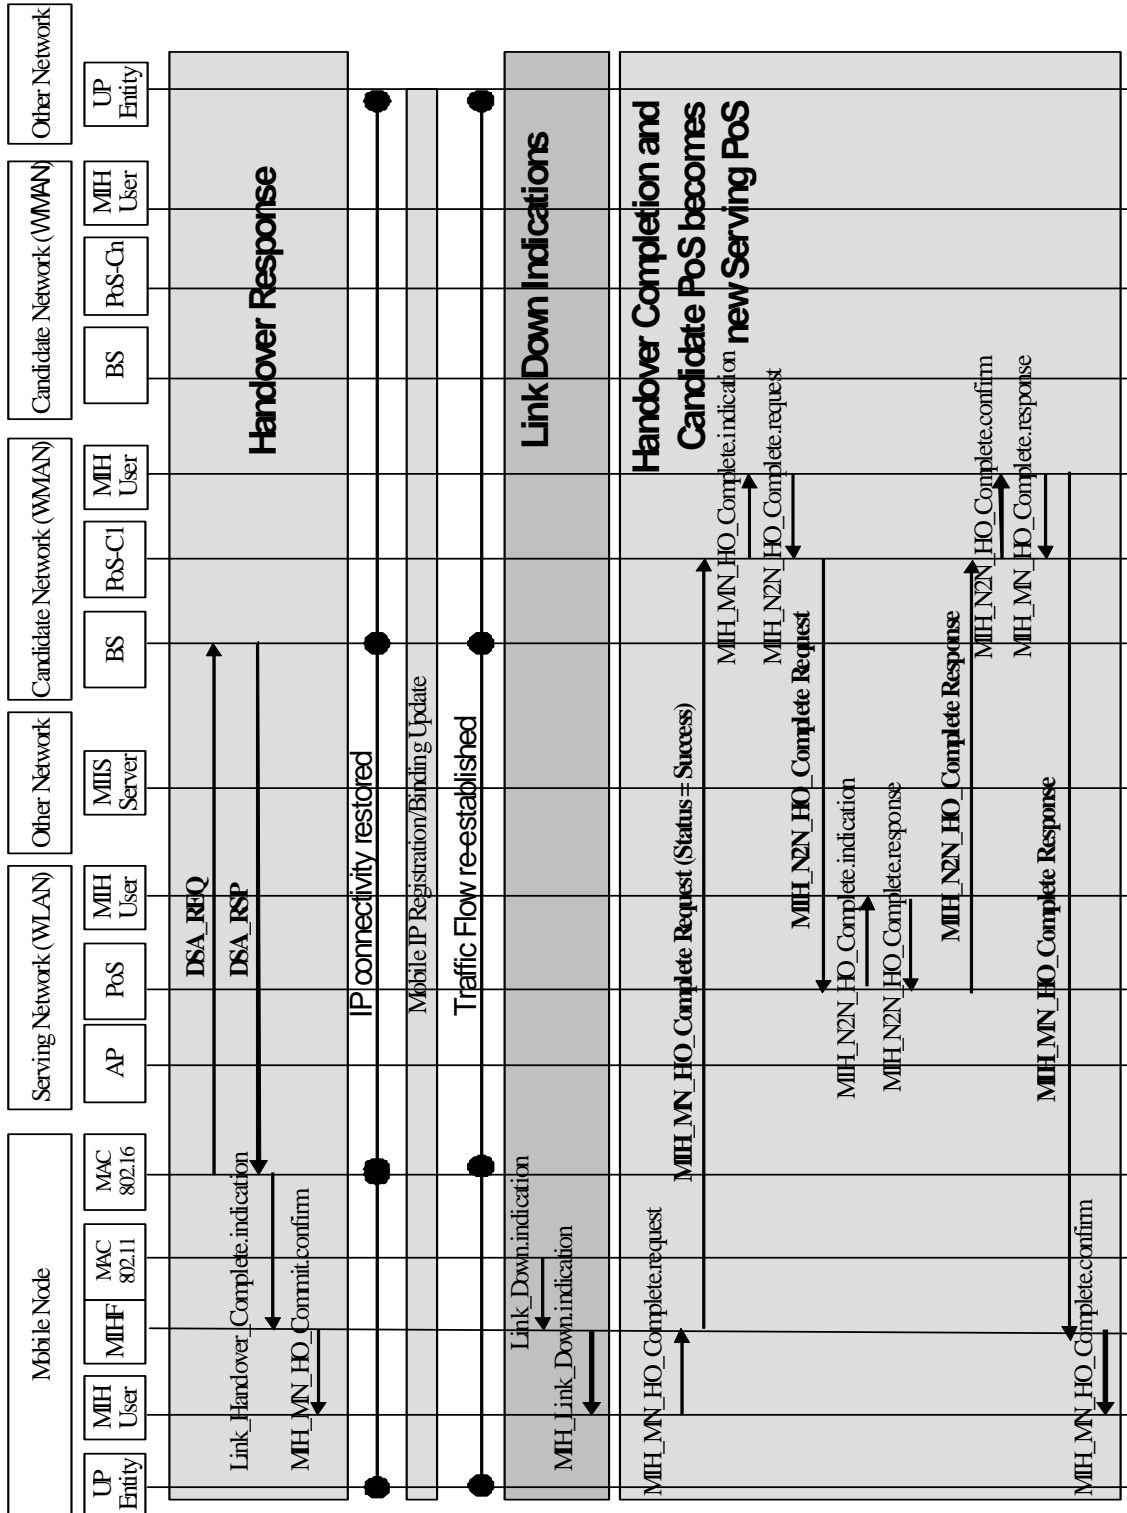 Mobile Node
Serving Network (WLAN)
Other Network
Candidate Network (WMAN)
Candidate Network (WMAN)
Other Network
UP
Entity
MIH
User
MIHF
MAC
802.11
MAC
802.16
AP
PoS
MIH
User
MIIS
Server
BS
PoS-C1
MIH
User
BS
PoS-Cn
MIH
User
UP
Entity
Handover Response
DSA_REQ
DSA_RSP
Link_Handover_Complete.indication
MIH_MN_HO_Commit.confirm
IP connectivity restored
Mobile IP Registration/Binding Update
Traffic Flow re-established
Link Down Indications
Link_Down.indication
MIH_Link_Down.indication
Handover Completion and
Candidate PoS becomes
new Serving PoS
MIH_MN_HO_Complete.request
MIH_MN_HO_Complete Request (Status = Success)
MIH_MN_HO_Complete.indication
MIH_N2N_HO_Complete.request
MIH_N2N_HO_Complete Request
MIH_N2N_HO_Complete.indication
MIH_N2N_HO_Complete.response
MIH_N2N_HO_Complete Response
MIH_N2N_HO_Complete.confirm
MIH_MN_HO_Complete.response
MIH_MN_HO_Complete Response
MIH_MN_HO_Complete.confirm